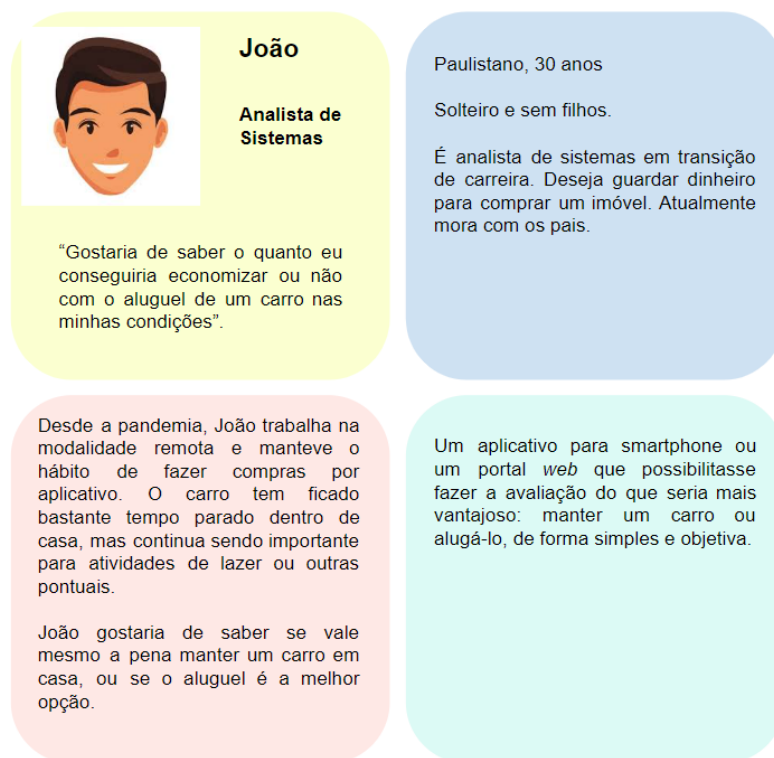 João
Analista de
Sistemas
“Gostaria de saber o quanto eu
conseguiria economizar ou não
com o aluguel de um carro nas
minhas condições”.
Paulistano, 30 anos
Solteiro e sem filhos.
É analista de sistemas em transição
de carreira. Deseja guardar dinheiro
para comprar um imóvel. Atualmente
mora com os pais.
Desde a pandemia, João trabalha na
modalidade remota e manteve o
hábito de fazer compras por
aplicativo. O carro tem ficado
bastante tempo parado dentro de
casa, mas continua sendo importante
para atividades de lazer ou outras
pontuais.
João gostaria de saber se vale
mesmo a pena manter um carro em
casa, ou se o aluguel é a melhor
opção.
Um aplicativo para smartphone ou
um portal web que possibilitasse
fazer a avaliação do que seria mais
vantajoso: manter um carro ou
alugá-lo, de forma simples e objetiva.